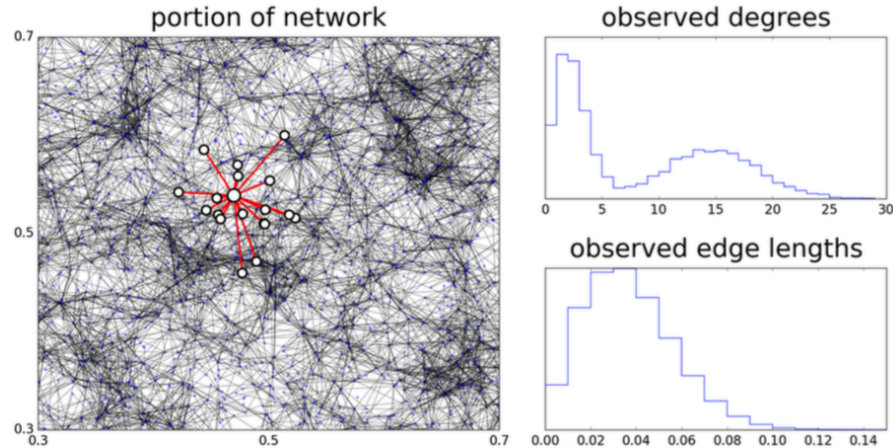 portion of network
0.7
0.5
0.3
0.3 0.5 0.7
observed degrees
0 5 10 15 20 25 30
observed edge lengths
0.00 0.02 0.04 0.06 0.08 0.10 0.12 0.14